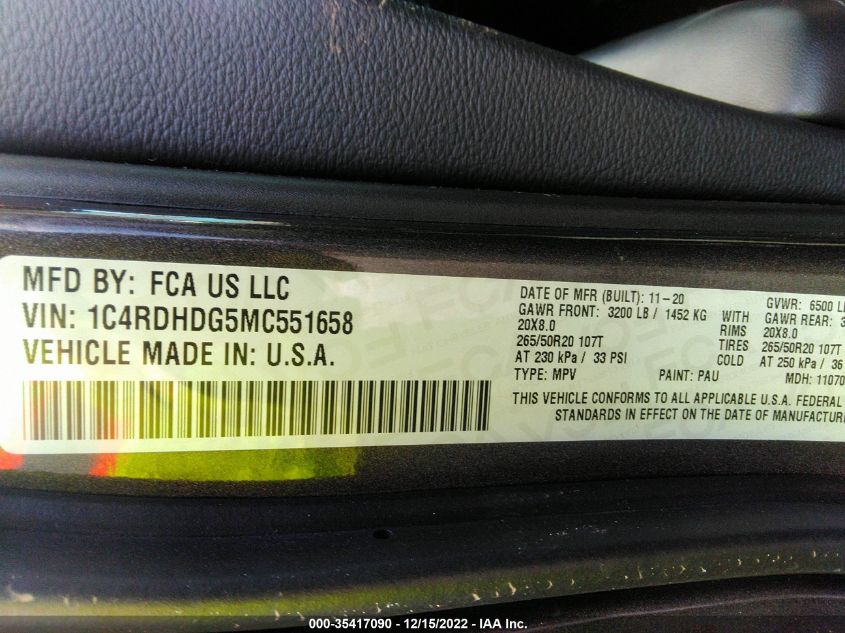 MFD BY: FCA US LLC
VIN: 1C4RDHDG5MC551658
VEHICLE MADE IN: U.S.A.
DATE OF MFR (BUILT): 11-20
GVWR: 6500
GAWR FRONT: 3200 LB / 1452 KG WITH GAWR REAR:
20X8.0 RIMS 20X8.0
265/50R20 107T TIRES 265/50R20 107T
AT 230 kPa / 33 PSI COLD AT 250 kPa / 36
TYPE: MPV PAINT: PAU MDH: 11070
THIS VEHICLE CONFORMS TO ALL APPLICABLE U.S.A. FEDERAL
STANDARDS IN EFFECT ON THE DATE OF MANUFACTUR
000-35417090 - 12/15/2022 - IAA Inc.